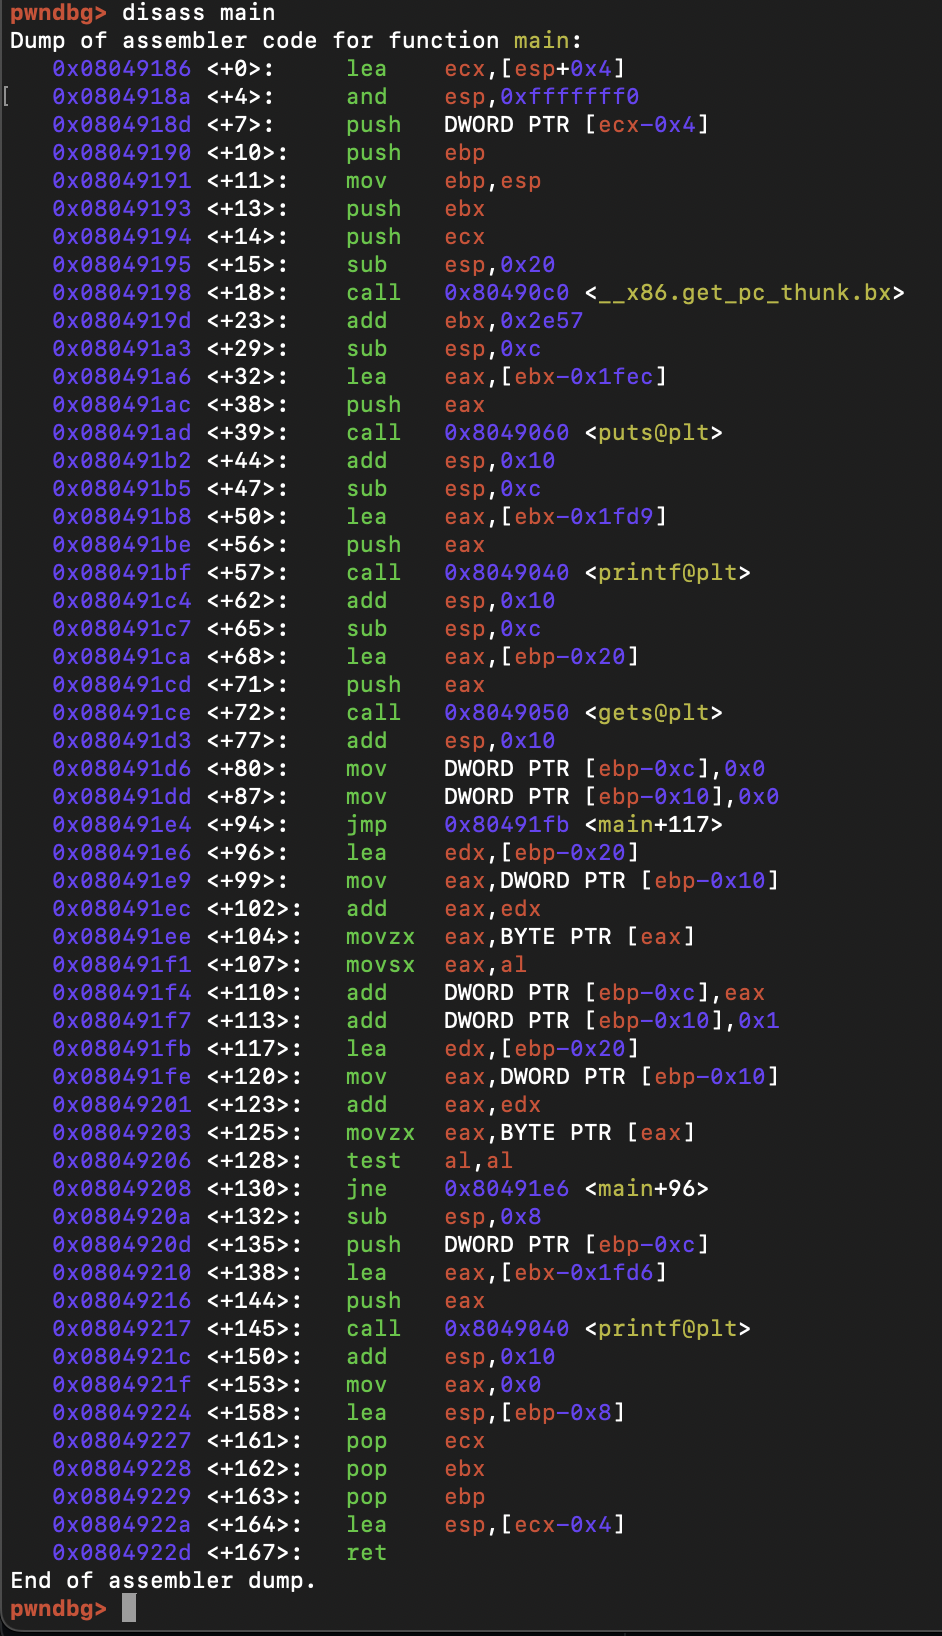 pwndbg> disass main
Dump of assembler code for function main:
   0x08049186 <+0>:     lea    ecx,[esp+0x4]
   0x0804918a <+4>:     and    esp,0xfffffff0
   0x0804918d <+7>:     push   DWORD PTR [ecx-0x4]
   0x08049190 <+10>:    push   ebp
   0x08049191 <+11>:    mov    ebp,esp
   0x08049193 <+13>:    push   ebx
   0x08049194 <+14>:    push   ecx
   0x08049195 <+15>:    sub    esp,0x20
   0x08049198 <+18>:    call   0x80490c0 <__x86.get_pc_thunk.bx>
   0x0804919d <+23>:    add    ebx,0x2e57
   0x080491a3 <+29>:    sub    esp,0xc
   0x080491a6 <+32>:    lea    eax,[ebx-0x1fec]
   0x080491ac <+38>:    push   eax
   0x080491ad <+39>:    call   0x8049060 <puts@plt>
   0x080491b2 <+44>:    add    esp,0x10
   0x080491b5 <+47>:    sub    esp,0xc
   0x080491b8 <+50>:    lea    eax,[ebx-0x1fd9]
   0x080491be <+56>:    push   eax
   0x080491bf <+57>:    call   0x8049040 <printf@plt>
   0x080491c4 <+62>:    add    esp,0x10
   0x080491c7 <+65>:    sub    esp,0xc
   0x080491ca <+68>:    lea    eax,[ebp-0x20]
   0x080491cd <+71>:    push   eax
   0x080491ce <+72>:    call   0x8049050 <gets@plt>
   0x080491d3 <+77>:    add    esp,0x10
   0x080491d6 <+80>:    mov    DWORD PTR [ebp-0xc],0x0
   0x080491dd <+87>:    mov    DWORD PTR [ebp-0x10],0x0
   0x080491e4 <+94>:    jmp    0x80491fb <main+117>
   0x080491e6 <+96>:    lea    edx,[ebp-0x20]
   0x080491e9 <+99>:    mov    eax,DWORD PTR [ebp-0x10]
   0x080491ec <+102>:   add    eax,edx
   0x080491ee <+104>:   movzx  eax,BYTE PTR [eax]
   0x080491f1 <+107>:   movsx  eax,al
   0x080491f4 <+110>:   add    DWORD PTR [ebp-0xc],eax
   0x080491f7 <+113>:   add    DWORD PTR [ebp-0x10],0x1
   0x080491fb <+117>:   lea    edx,[ebp-0x20]
   0x080491fe <+120>:   mov    eax,DWORD PTR [ebp-0x10]
   0x08049201 <+123>:   add    eax,edx
   0x08049203 <+125>:   movzx  eax,BYTE PTR [eax]
   0x08049206 <+128>:   test   al,al
   0x08049208 <+130>:   jne    0x80491e6 <main+96>
   0x0804920a <+132>:   sub    esp,0x8
   0x0804920d <+135>:   push   DWORD PTR [ebp-0xc]
   0x08049210 <+138>:   lea    eax,[ebx-0x1fd6]
   0x08049216 <+144>:   push   eax
   0x08049217 <+145>:   call   0x8049040 <printf@plt>
   0x0804921c <+150>:   add    esp,0x10
   0x0804921f <+153>:   mov    eax,0x0
   0x08049224 <+158>:   lea    esp,[ebp-0x8]
   0x08049227 <+161>:   pop    ecx
   0x08049228 <+162>:   pop    ebx
   0x08049229 <+163>:   pop    ebp
   0x0804922a <+164>:   lea    esp,[ecx-0x4]
   0x0804922d <+167>:   ret
End of assembler dump.
pwndbg>